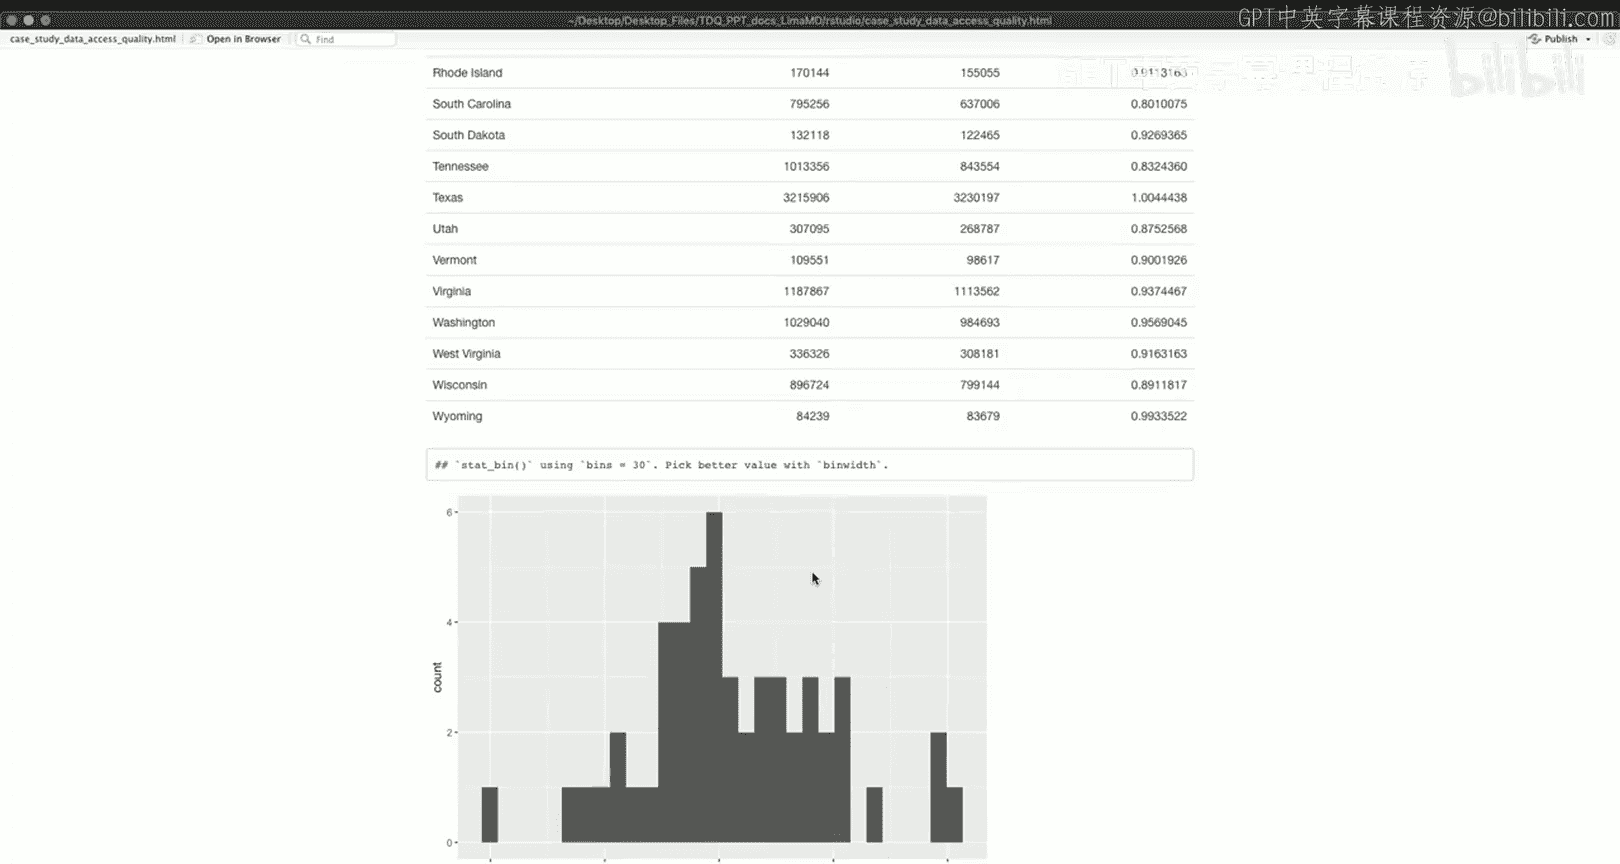 ~/Desktop/Desktop_Files/TDQ_PPT_docs_LimaMD/rstudio/case_study_data_access_quality.html
GPT中英字幕课程资源@bilibili.com
case_study_data_access_quality.html Open in Browser Find Publish
bilibili
Rhode Island 170144 155055 0.9113163
South Carolina 795256 637006 0.8010075
South Dakota 132118 122465 0.9269365
Tennessee 1013356 843554 0.8324360
Texas 3215906 3230197 1.0044438
Utah 307095 268787 0.8752568
Vermont 109551 98617 0.9001926
Virginia 1187867 1113562 0.9374467
Washington 1029040 984693 0.9569045
West Virginia 336326 308181 0.9163163
Wisconsin 896724 799144 0.8911817
Wyoming 84239 83679 0.9933522
## `stat_bin()` using `bins = 30`. Pick better value with `binwidth`.
6
4
count
2
0